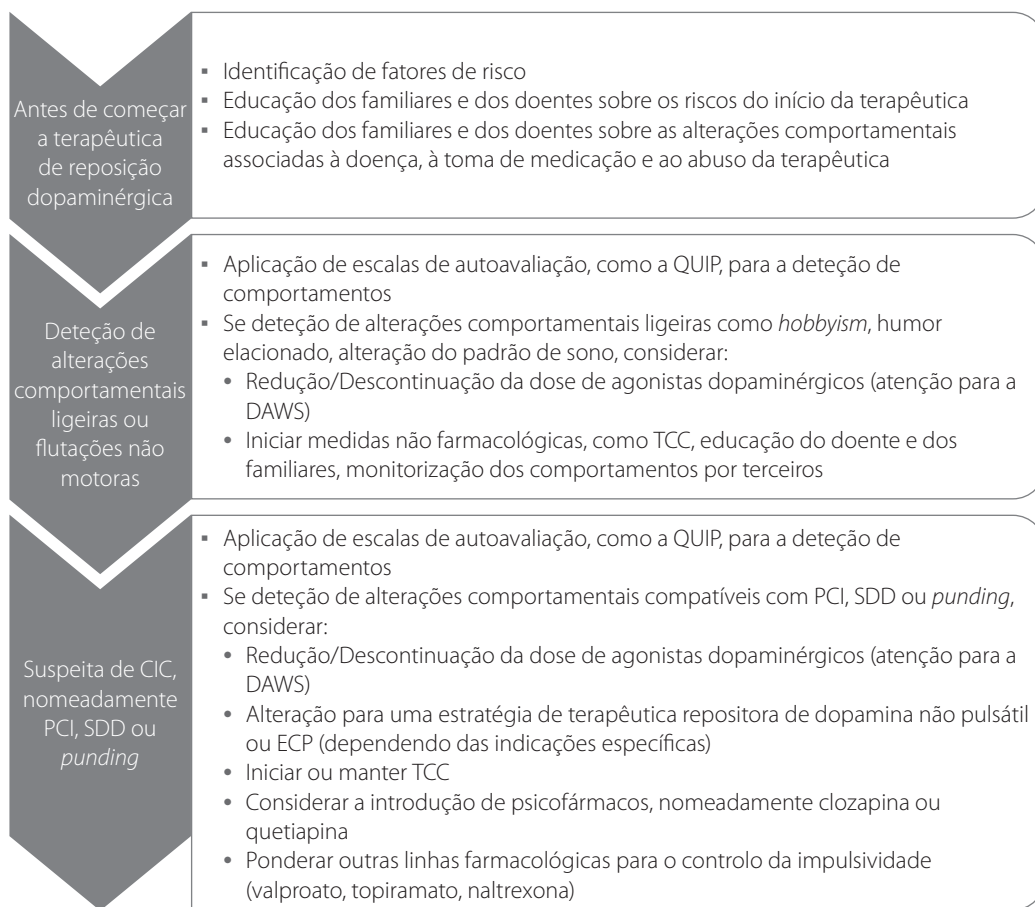 Antes de começar
a terapêutica
de reposição
dopaminérgica
▪ Identificação de fatores de risco
▪ Educação dos familiares e dos doentes sobre os riscos do início da terapêutica
▪ Educação dos familiares e dos doentes sobre as alterações comportamentais
associadas à doença, à toma de medicação e ao abuso da terapêutica
Deteção de
alterações
comportamentais
ligeiras ou
flutações não
motoras
▪ Aplicação de escalas de autoavaliação, como a QUIP, para a deteção de
comportamentos
▪ Se deteção de alterações comportamentais ligeiras como hobbyism, humor
elacionado, alteração do padrão de sono, considerar:
• Redução/Descontinuação da dose de agonistas dopaminérgicos (atenção para a
DAWS)
• Iniciar medidas não farmacológicas, como TCC, educação do doente e dos
familiares, monitorização dos comportamentos por terceiros
Suspeita de CIC,
nomeadamente
PCI, SDD ou
punding
▪ Aplicação de escalas de autoavaliação, como a QUIP, para a deteção de
comportamentos
▪ Se deteção de alterações comportamentais compatíveis com PCI, SDD ou punding,
considerar:
• Redução/Descontinuação da dose de agonistas dopaminérgicos (atenção para a
DAWS)
• Alteração para uma estratégia de terapêutica repositora de dopamina não pulsátil
ou ECP (dependendo das indicações específicas)
• Iniciar ou manter TCC
• Considerar a introdução de psicofármacos, nomeadamente clozapina ou
quetiapina
• Ponderar outras linhas farmacológicas para o controlo da impulsividade
(valproato, topiramato, naltrexona)